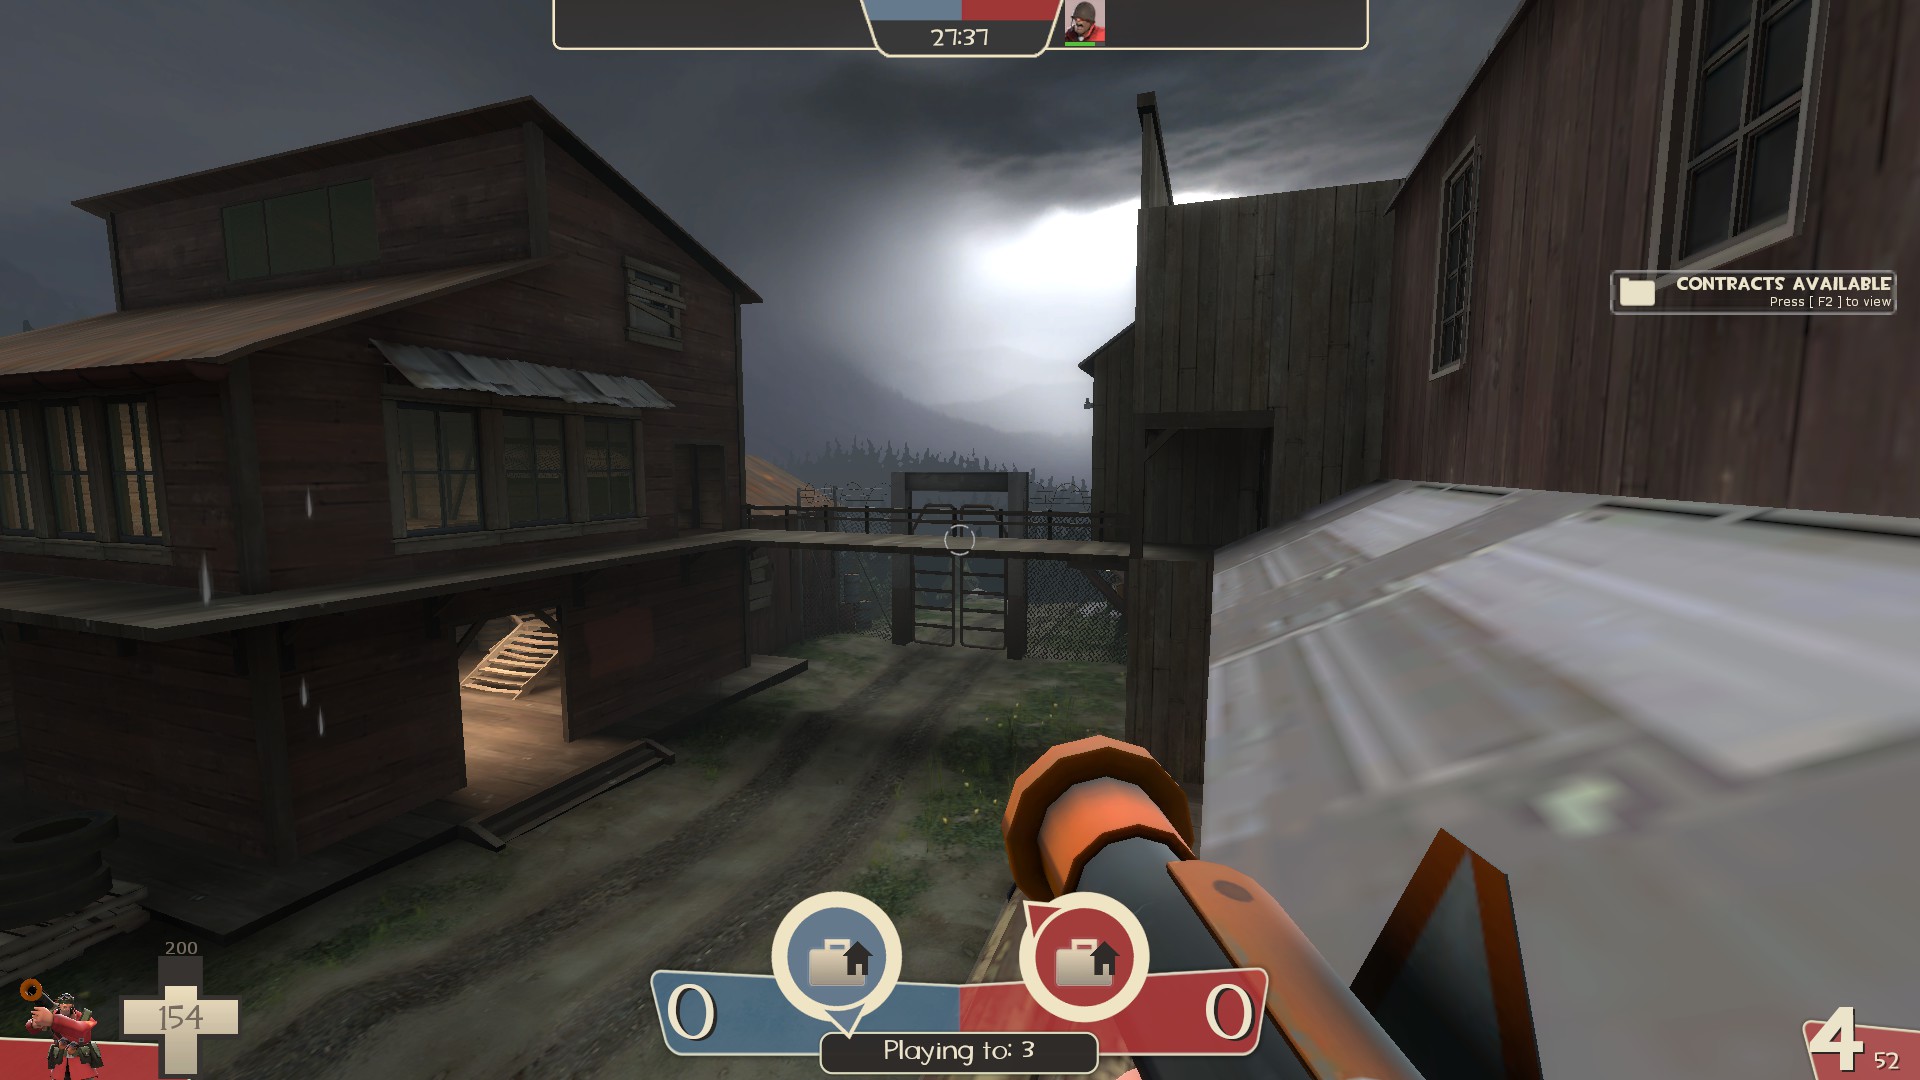 27:37
CONTRACTS AVAILABLE
Press [ F2 ] to view
200
154
0
0
Playing to: 3
4
52